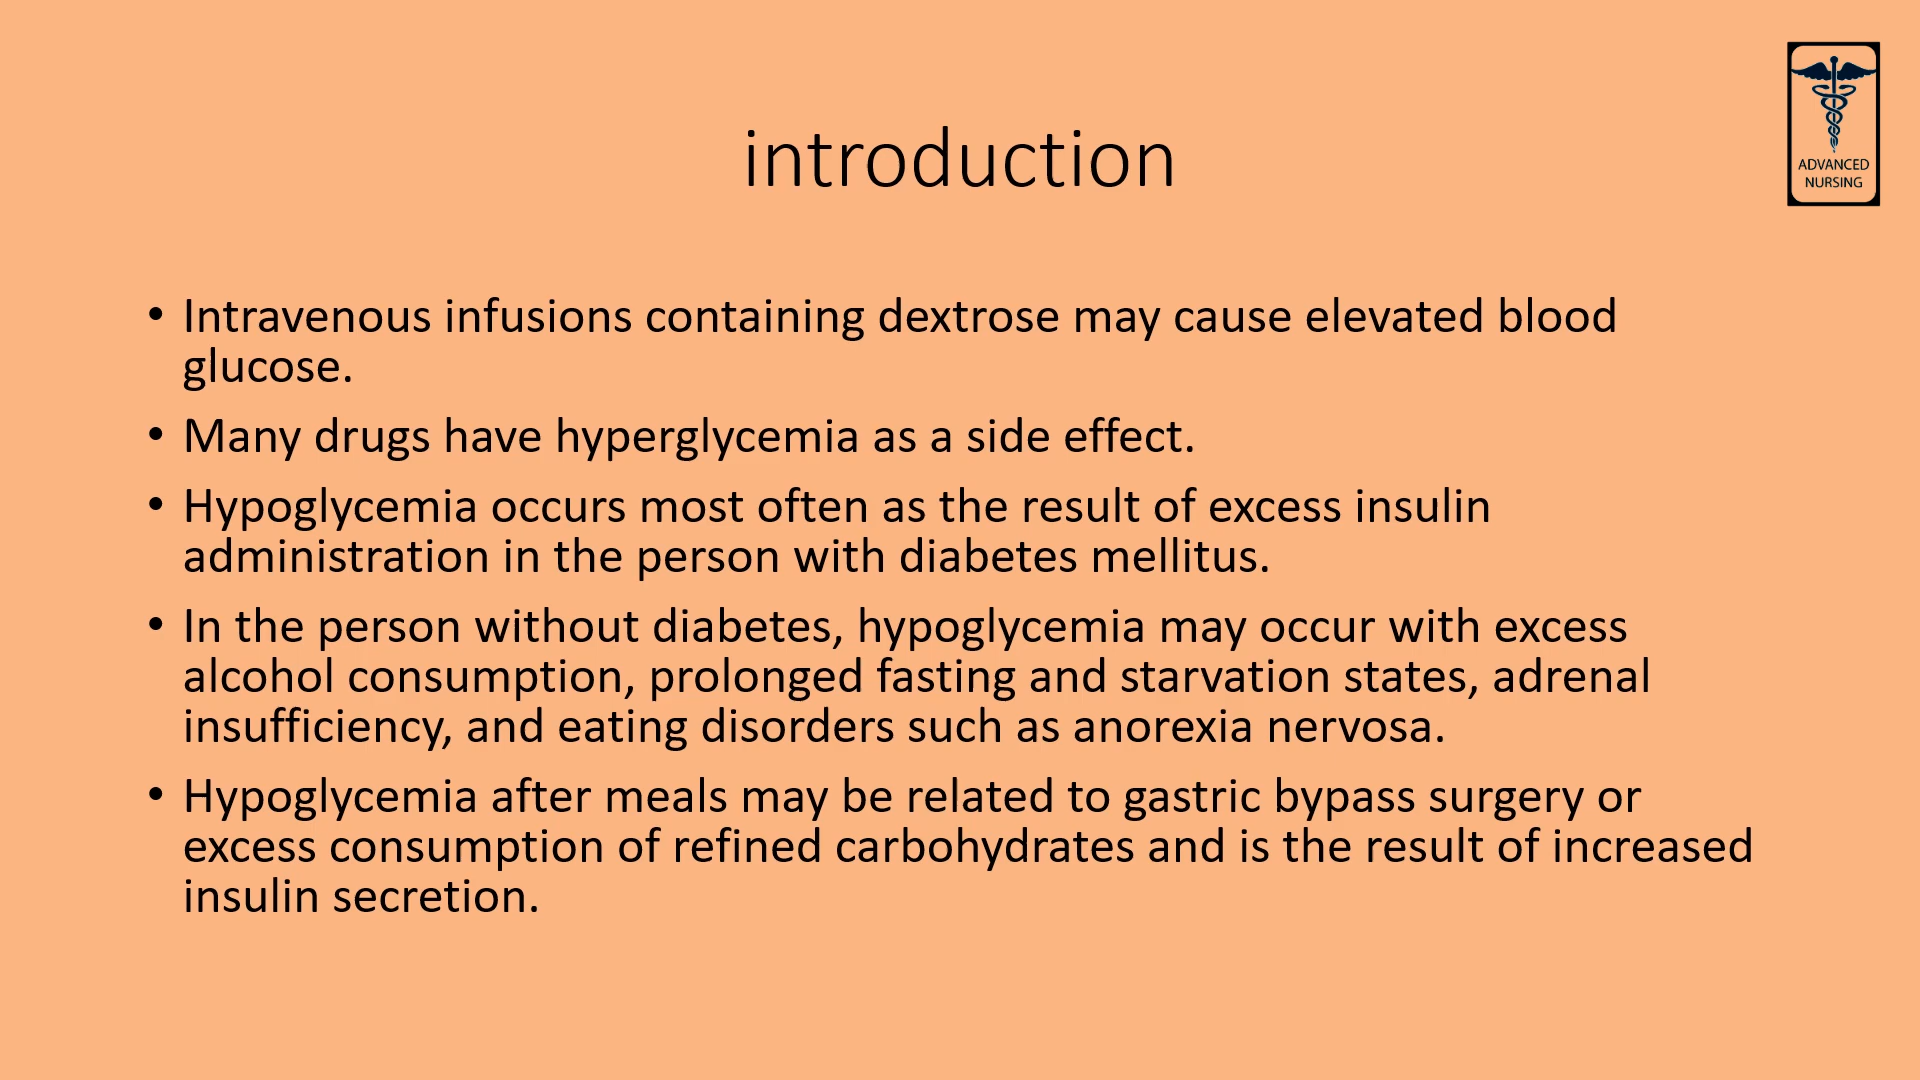 ADVANCED
NURSING
introduction
• Intravenous infusions containing dextrose may cause elevated blood
glucose.
• Many drugs have hyperglycemia as a side effect.
• Hypoglycemia occurs most often as the result of excess insulin
administration in the person with diabetes mellitus.
• In the person without diabetes, hypoglycemia may occur with excess
alcohol consumption, prolonged fasting and starvation states, adrenal
insufficiency, and eating disorders such as anorexia nervosa.
• Hypoglycemia after meals may be related to gastric bypass surgery or
excess consumption of refined carbohydrates and is the result of increased
insulin secretion.